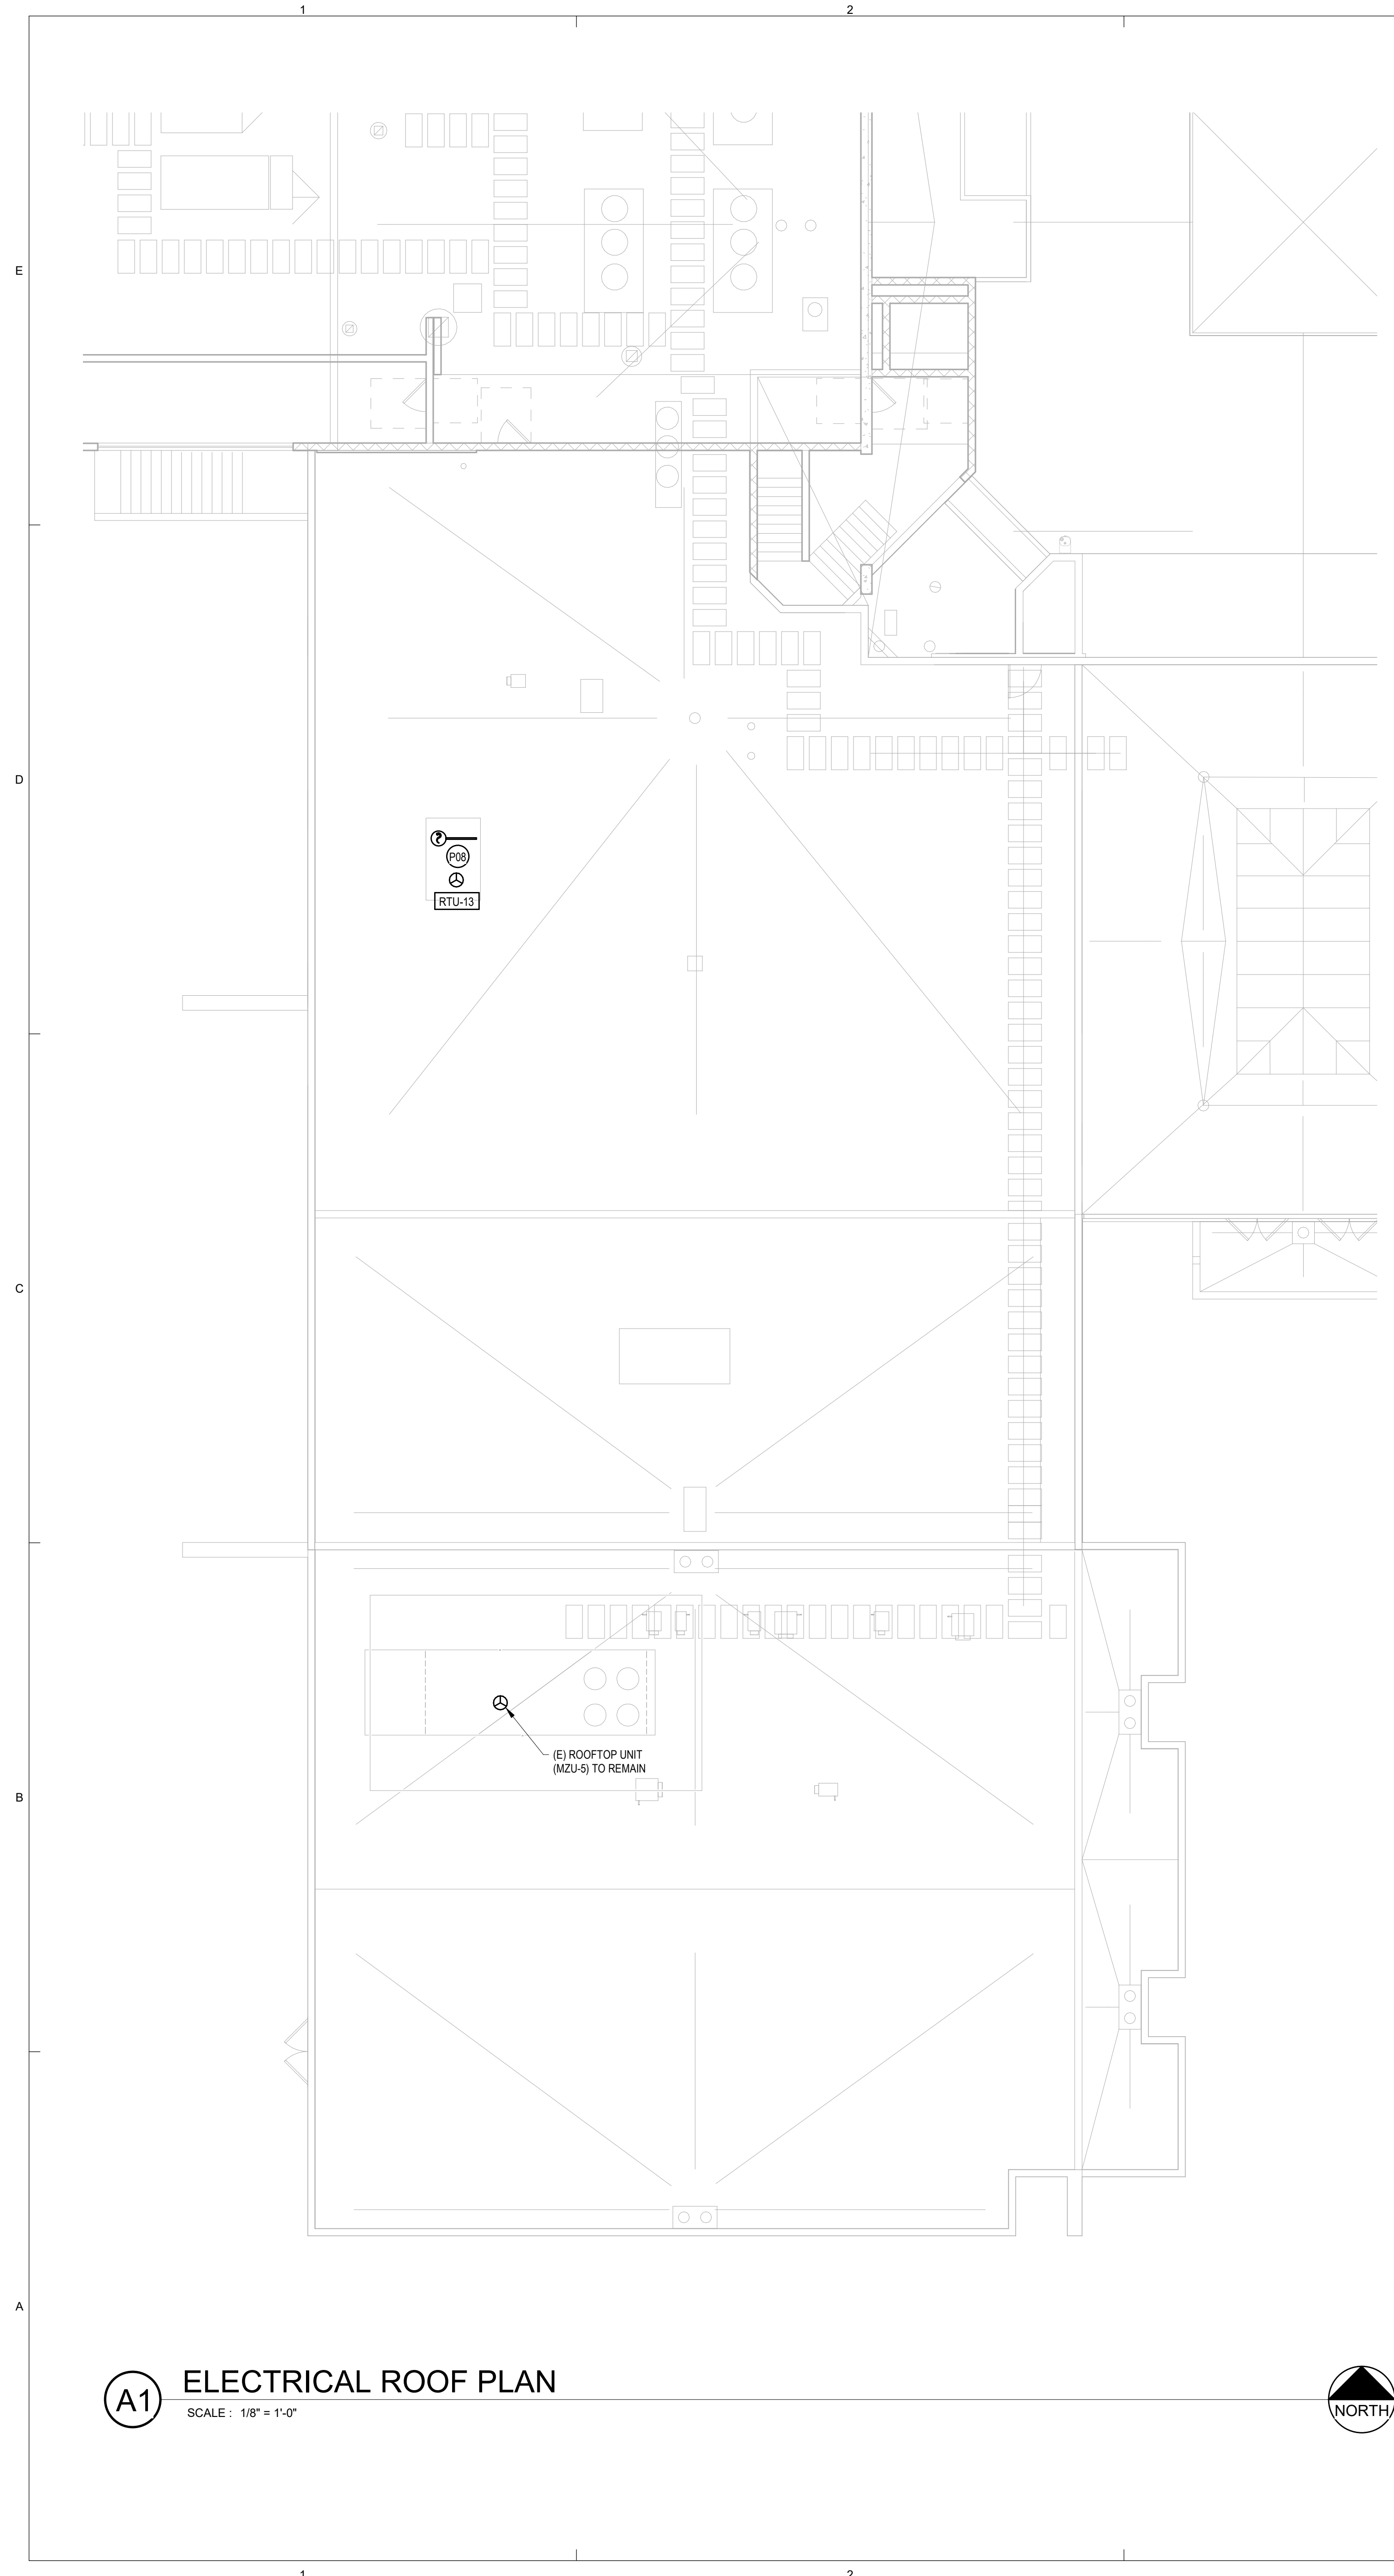 1
2
E
D
P08
RTU-13
C
(E) ROOFTOP UNIT
(MZU-5) TO REMAIN
B
A
A1
ELECTRICAL ROOF PLAN
SCALE : 1/8" = 1'-0"
NORTH
1
2